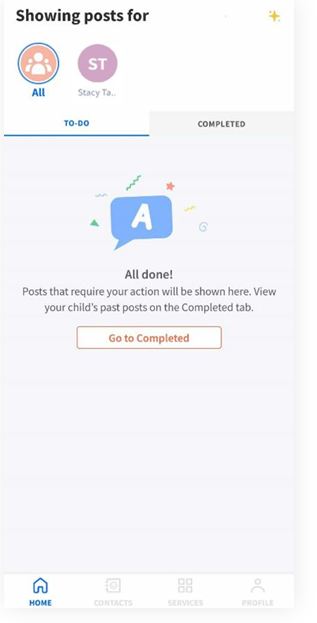 Showing posts for
ST
All
Stacy Ta..
TO-DO
COMPLETED
A
All done!
Posts that require your action will be shown here. View
your child's past posts on the Completed tab.
Go to Completed
HOME
CONTACTS
SERVICES
PROFILE